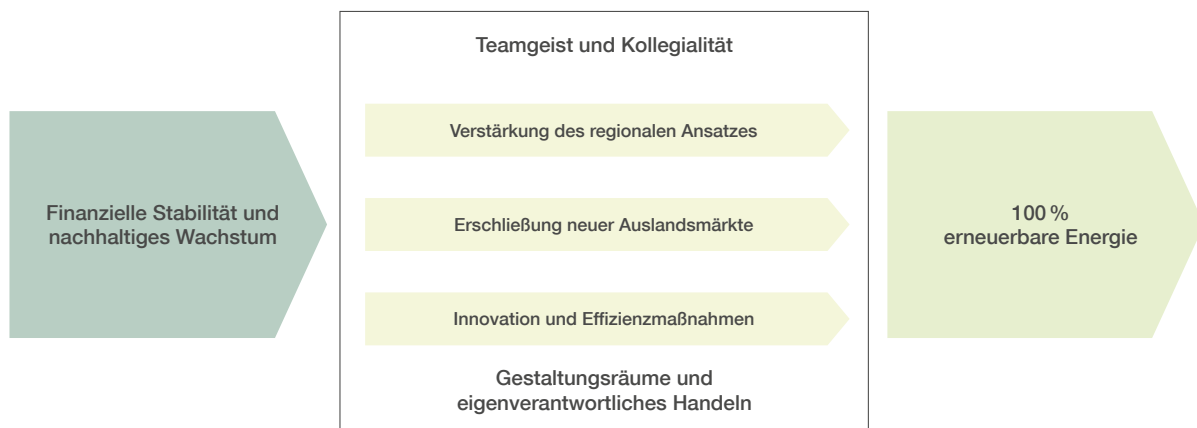 Teamgeist und Kollegialität
Verstärkung des regionalen Ansatzes
Finanzielle Stabilität und
nachhaltiges Wachstum
Erschließung neuer Auslandsmärkte
100 %
erneuerbare Energie
Innovation und Effizienzmaßnahmen
Gestaltungsräume und
eigenverantwortliches Handeln